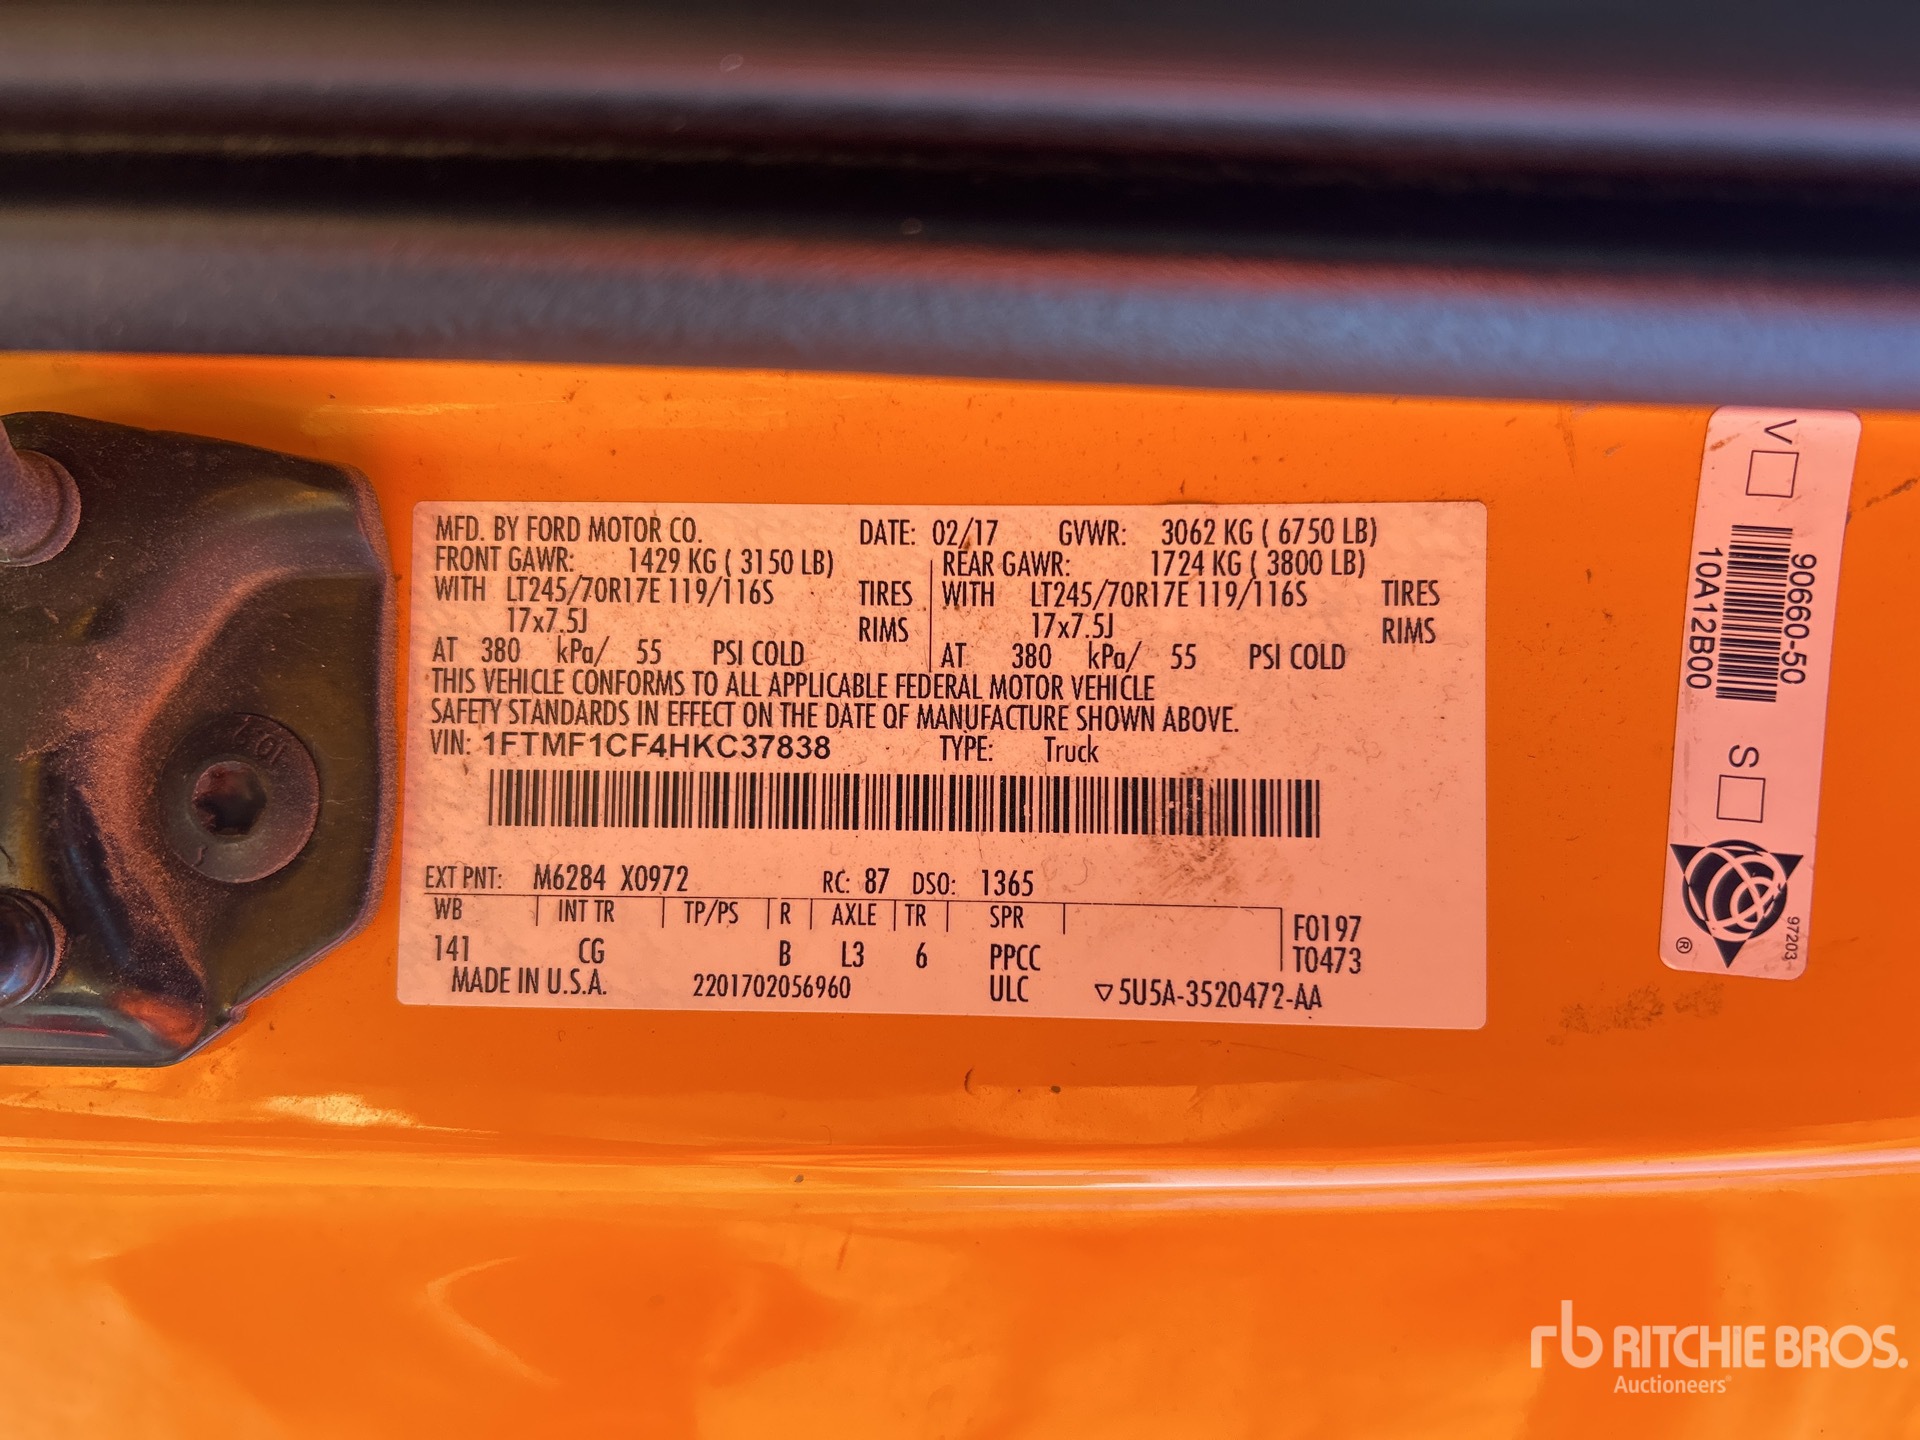 MFD. BY FORD MOTOR CO. DATE: 02/17 GVWR: 3062 KG ( 6750 LB)
FRONT GAWR: 1429 KG ( 3150 LB) REAR GAWR: 1724 KG ( 3800 LB)
WITH LT245/70R17E 119/116S TIRES WITH LT245/70R17E 119/116S TIRES
17x7.5J RIMS 17x7.5J RIMS
AT 380 kPa/ 55 PSI COLD AT 380 kPa/ 55 PSI COLD
THIS VEHICLE CONFORMS TO ALL APPLICABLE FEDERAL MOTOR VEHICLE
SAFETY STANDARDS IN EFFECT ON THE DATE OF MANUFACTURE SHOWN ABOVE.
VIN: 1FTMF1CF4HKC37838 TYPE: Truck
EXT PNT: M6284 X0972 RC: 87 DSO: 1365
WB INT TR TP/PS R AXLE TR SPR F0197
141 CG B L3 6 PPCC T0473
MADE IN U.S.A. 2201702056960 ULC ▽5U5A-3520472-AA
V
906660-50
10A12B00
S
97203
®
rb RITCHIE BROS.
Auctioneers